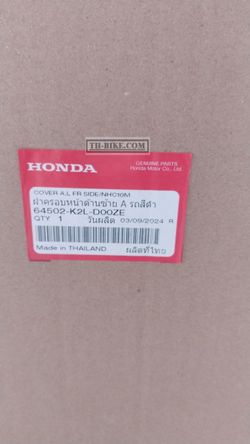 TH-BIKE.COM
HONDA
GENUINE PARTS
Honda Motor Co., Ltd.
COVER A,L FR SIDE/NHC10M
ฝาครอบหน้าด้านซ้าย A รถสีดำ
64502-K2L-D00ZE
QTY 1 วันผลิต 03/09/2024 R
Made in THAILAND ผลิตที่ไทย